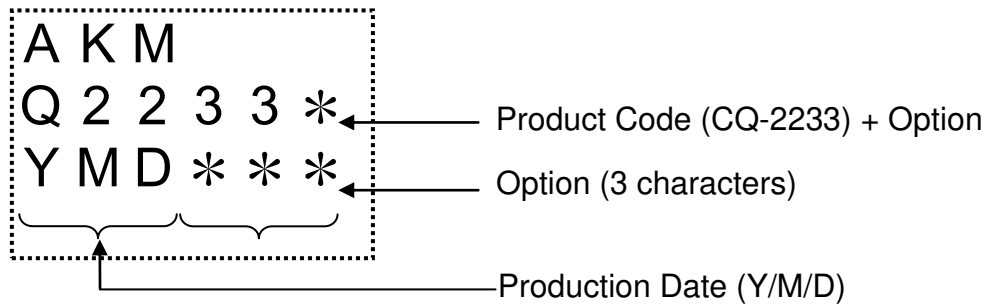 A K M
Q 2 2 3 3 *
Product Code (CQ-2233) + Option
Y M D * * *
Option (3 characters)
Production Date (Y/M/D)